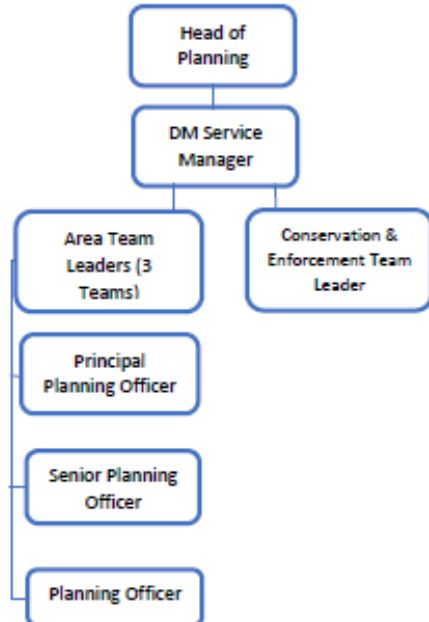 Head of
Planning
DM Service
Manager
Area Team
Leaders (3
Teams)
Conservation &
Enforcement Team
Leader
Principal
Planning Officer
Senior Planning
Officer
Planning Officer